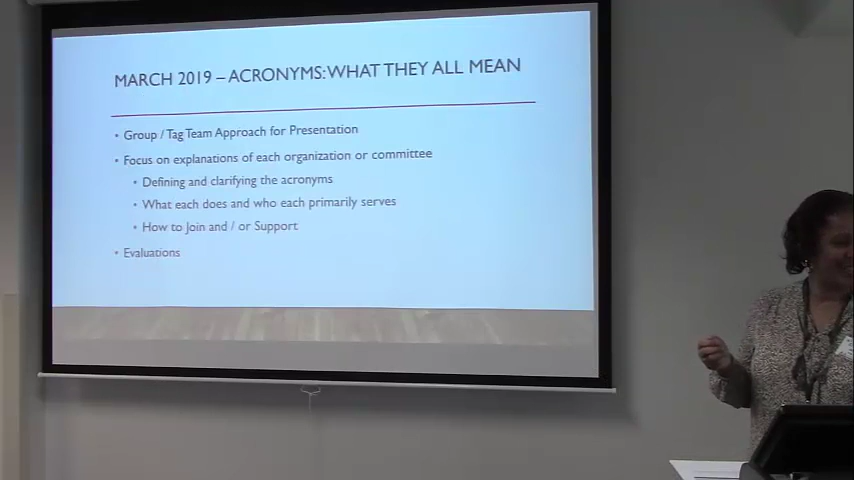 MARCH 2019 – ACRONYMS: WHAT THEY ALL MEAN
• Group / Tag Team Approach for Presentation
• Focus on explanations of each organization or committee
• Defining and clarifying the acronyms
• What each does and who each primarily serves
• How to Join and / or Support
• Evaluations